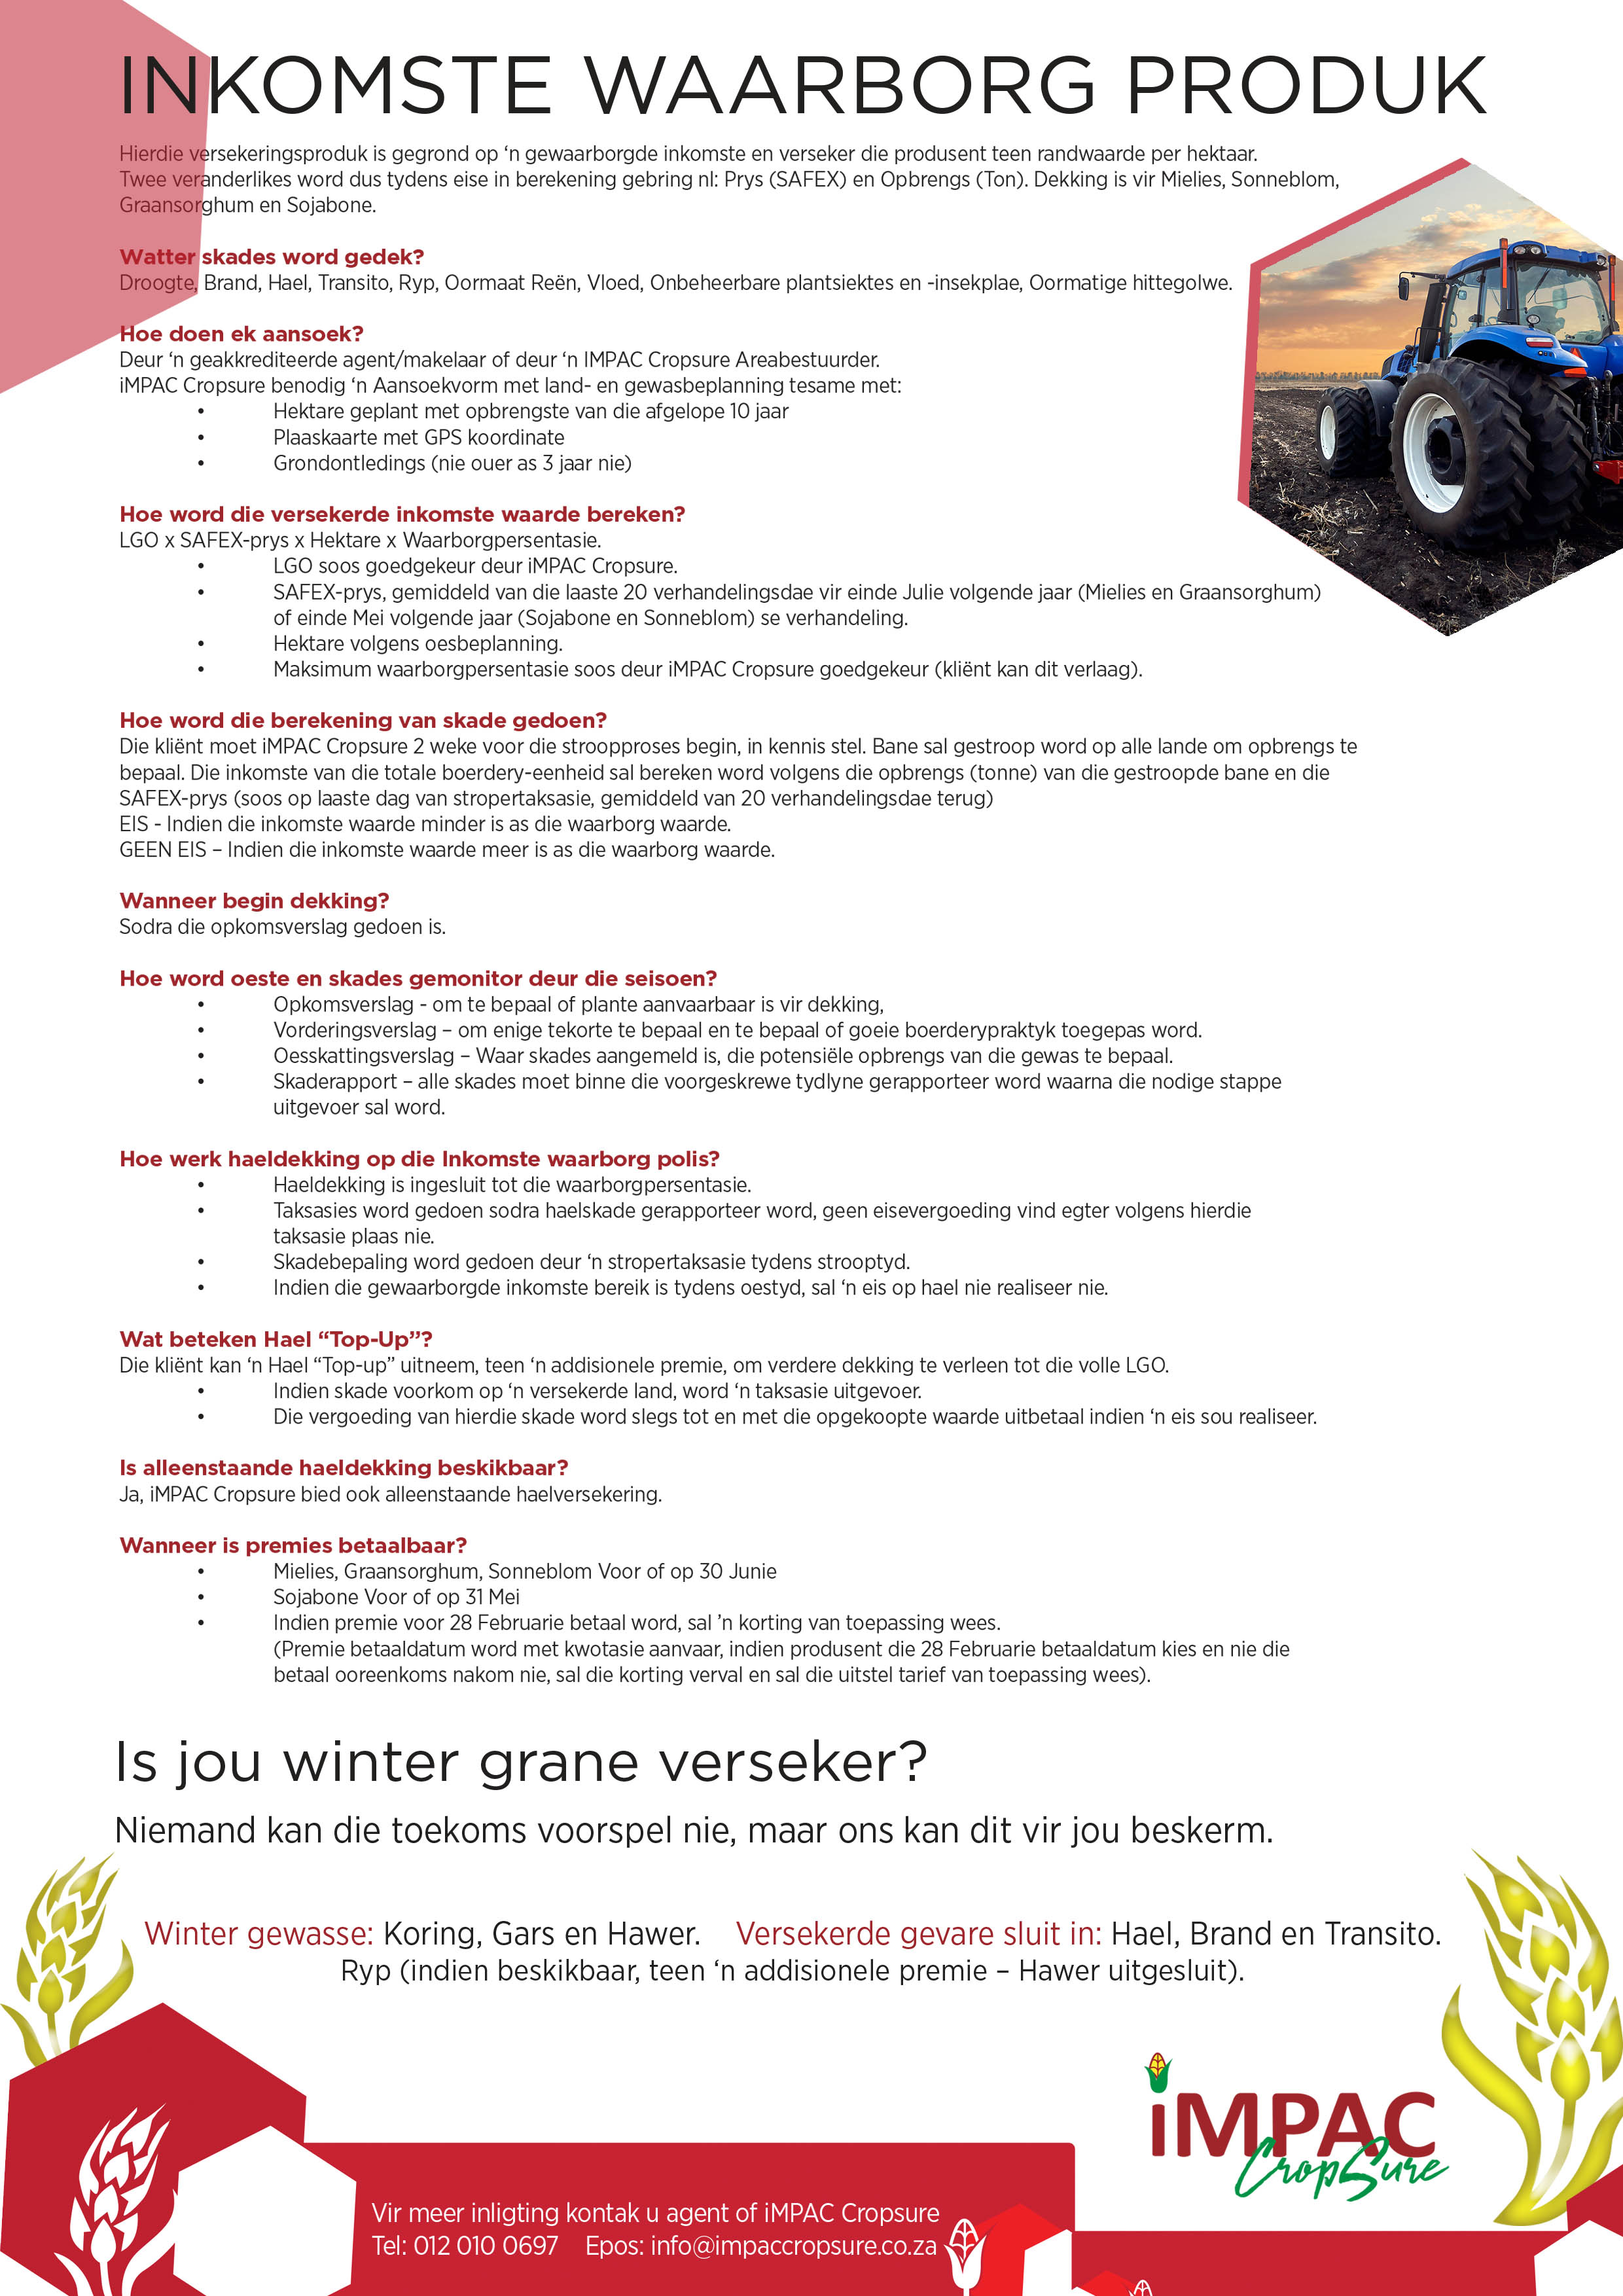 INKOMSTE WAARBORG PRODUK
Hierdie versekeringsproduk is gegrond op ‘n gewaarborgde inkomste en verseker die produsent teen randwaarde per hektaar.
Twee veranderlikes word dus tydens eise in berekening gebring nl: Prys (SAFEX) en Opbrengs (Ton). Dekking is vir Mielies, Sonneblom,
Graansorghum en Sojabone.
Watter skades word gedek?
Droogte, Brand, Hael, Transito, Ryp, Oormaat Reën, Vloed, Onbeheerbare plantsiektes en -insekplae, Oormatige hittegolwe.
Hoe doen ek aansoek?
Deur ‘n geakkrediteerde agent/makelaar of deur ‘n IMPAC Cropsure Areabestuurder.
iMPAC Cropsure benodig ‘n Aansoekvorm met land- en gewasbeplanning tesame met:
• Hektare geplant met opbrengste van die afgelope 10 jaar
• Plaaskaarte met GPS koordinate
• Grondontledings (nie ouer as 3 jaar nie)
Hoe word die versekerde inkomste waarde bereken?
LGO x SAFEX-prys x Hektare x Waarborgpersentasie.
• LGO soos goedgekeur deur iMPAC Cropsure.
• SAFEX-prys, gemiddeld van die laaste 20 verhandelingsdae vir einde Julie volgende jaar (Mielies en Graansorghum)
of einde Mei volgende jaar (Sojabone en Sonneblom) se verhandeling.
• Hektare volgens oesbeplanning.
• Maksimum waarborgpersentasie soos deur iMPAC Cropsure goedgekeur (kliënt kan dit verlaag).
Hoe word die berekening van skade gedoen?
Die kliënt moet iMPAC Cropsure 2 weke voor die stroopproses begin, in kennis stel. Bane sal gestroop word op alle lande om opbrengs te
bepaal. Die inkomste van die totale boerdery-eenheid sal bereken word volgens die opbrengs (tonne) van die gestroopde bane en die
SAFEX-prys (soos op laaste dag van stropertaksasie, gemiddeld van 20 verhandelingsdae terug)
EIS - Indien die inkomste waarde minder is as die waarborg waarde.
GEEN EIS – Indien die inkomste waarde meer is as die waarborg waarde.
Wanneer begin dekking?
Sodra die opkomsverslag gedoen is.
Hoe word oeste en skades gemonitor deur die seisoen?
• Opkomsverslag - om te bepaal of plante aanvaarbaar is vir dekking,
• Vorderingsverslag – om enige tekorte te bepaal en te bepaal of goeie boerderypraktyk toegepas word.
• Oesskattingsverslag – Waar skades aangemeld is, die potensiële opbrengs van die gewas te bepaal.
• Skaderapport – alle skades moet binne die voorgeskrewe tydlyne gerapporteer word waarna die nodige stappe
uitgevoer sal word.
Hoe werk haeldekking op die Inkomste waarborg polis?
• Haeldekking is ingesluit tot die waarborgpersentasie.
• Taksasies word gedoen sodra haelskade gerapporteer word, geen eisevergoeding vind egter volgens hierdie
taksasie plaas nie.
• Skadebepaling word gedoen deur ‘n stropertaksasie tydens strooptyd.
• Indien die gewaarborgde inkomste bereik is tydens oestyd, sal ‘n eis op hael nie realiseer nie.
Wat beteken Hael “Top-Up”?
Die kliënt kan ‘n Hael “Top-up” uitneem, teen ‘n addisionele premie, om verdere dekking te verleen tot die volle LGO.
• Indien skade voorkom op ‘n versekerde land, word ‘n taksasie uitgevoer.
• Die vergoeding van hierdie skade word slegs tot en met die opgekoopte waarde uitbetaal indien ‘n eis sou realiseer.
Is alleenstaande haeldekking beskikbaar?
Ja, iMPAC Cropsure bied ook alleenstaande haelversekering.
Wanneer is premies betaalbaar?
• Mielies, Graansorghum, Sonneblom Voor of op 30 Junie
• Sojabone Voor of op 31 Mei
• Indien premie voor 28 Februarie betaal word, sal ’n korting van toepassing wees.
(Premie betaaldatum word met kwotasie aanvaar, indien produsent die 28 Februarie betaaldatum kies en nie die
betaal ooreenkoms nakom nie, sal die korting verval en sal die uitstel tarief van toepassing wees).
Is jou winter grane verseker?
Niemand kan die toekoms voorspel nie, maar ons kan dit vir jou beskerm.
Winter gewasse: Koring, Gars en Hawer. Versekerde gevare sluit in: Hael, Brand en Transito.
Ryp (indien beskikbaar, teen ‘n addisionele premie – Hawer uitgesluit).
iMPAC
CropSure
Vir meer inligting kontak u agent of iMPAC Cropsure
Tel: 012 010 0697 Epos: info@impaccropsure.co.za